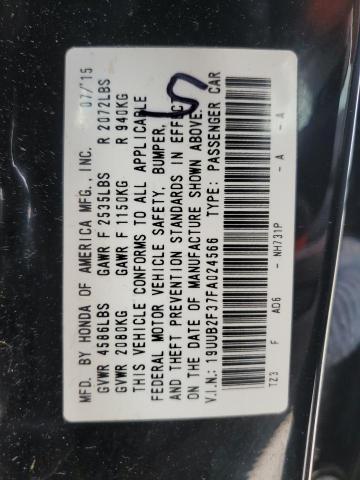 MFD. BY HONDA OF AMERICA MFG., INC. 07/15
GVWR 4586LBS GAWR F 2535LBS R 2072LBS
GVWR 2080KG GAWR F 1150KG R 940KG
THIS VEHICLE CONFORMS TO ALL APPLICABLE
FEDERAL MOTOR VEHICLE SAFETY, BUMPER,
AND THEFT PREVENTION STANDARDS IN EFFECT
ON THE DATE OF MANUFACTURE SHOWN ABOVE.
V.I.N.: 19UUB2F37FA024566 TYPE: PASSENGER CAR
TZ3 F AD6 - NH731P - A - A